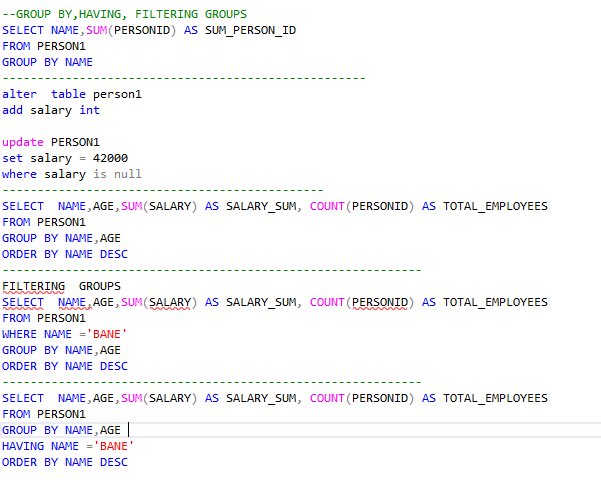 --GROUP BY,HAVING, FILTERING GROUPS
SELECT NAME,SUM(PERSONID) AS SUM_PERSON_ID
FROM PERSON1
GROUP BY NAME
----------------------------------------------------
alter  table person1
add salary int
update PERSON1
set salary = 42000
where salary is null
----------------------------------------------
SELECT  NAME,AGE,SUM(SALARY) AS SALARY_SUM, COUNT(PERSONID) AS TOTAL_EMPLOYEES
FROM PERSON1
GROUP BY NAME,AGE
ORDER BY NAME DESC
------------------------------------------------------------
FILTERING  GROUPS
SELECT  NAME,AGE,SUM(SALARY) AS SALARY_SUM, COUNT(PERSONID) AS TOTAL_EMPLOYEES
FROM PERSON1
WHERE NAME ='BANE'
GROUP BY NAME,AGE
ORDER BY NAME DESC
------------------------------------------------------------
SELECT  NAME,AGE,SUM(SALARY) AS SALARY_SUM, COUNT(PERSONID) AS TOTAL_EMPLOYEES
FROM PERSON1
GROUP BY NAME,AGE
HAVING NAME ='BANE'
ORDER BY NAME DESC